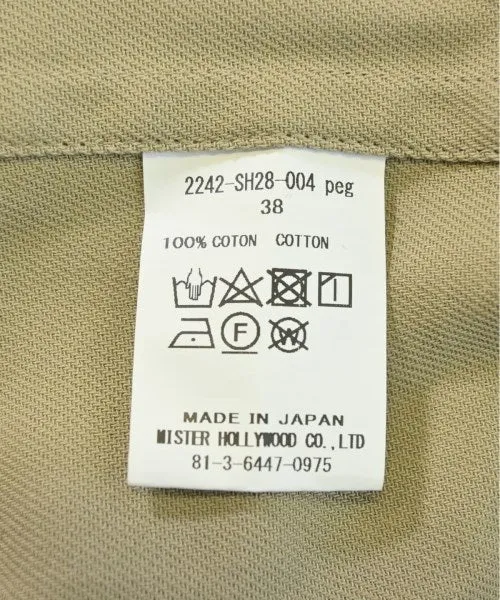 2242-SH28-004 peg
38
100% COTON COTTON
F W
MADE IN JAPAN
MISTER HOLLYWOOD CO.,LTD
81-3-6447-0975